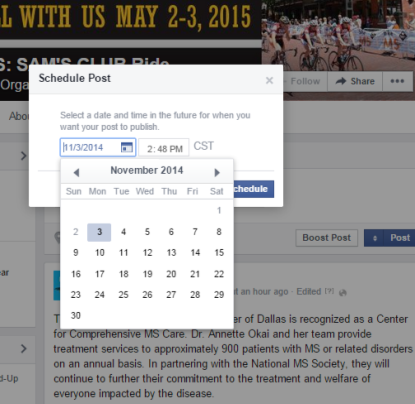 L WITH US MAY 2-3, 2015
S: SAM'S CLUB Ride
Orga
Follow Share •••
Schedule Post ×
Abou
Select a date and time in the future for when
you want your post to publish.
11/3/2014 2:48 PM CST
November 2014
chedule
Sun Mon Tue Wed Thu Fri Sat
1
2 3 4 5 6 7 8
9 10 11 12 13 14 15
16 17 18 19 20 21 22
23 24 25 26 27 28 29
30
Boost Post Post
ear
t an hour ago · Edited [?]
T er of Dallas is recognized as a Center
for Comprehensive MS Care. Dr. Annette Okai and her team provide
treatment services to approximately 900 patients with MS or related disorders
on an annual basis. In partnering with the National MS Society, they will
continue to further their commitment to the treatment and welfare of
everyone impacted by the disease.
d-Up